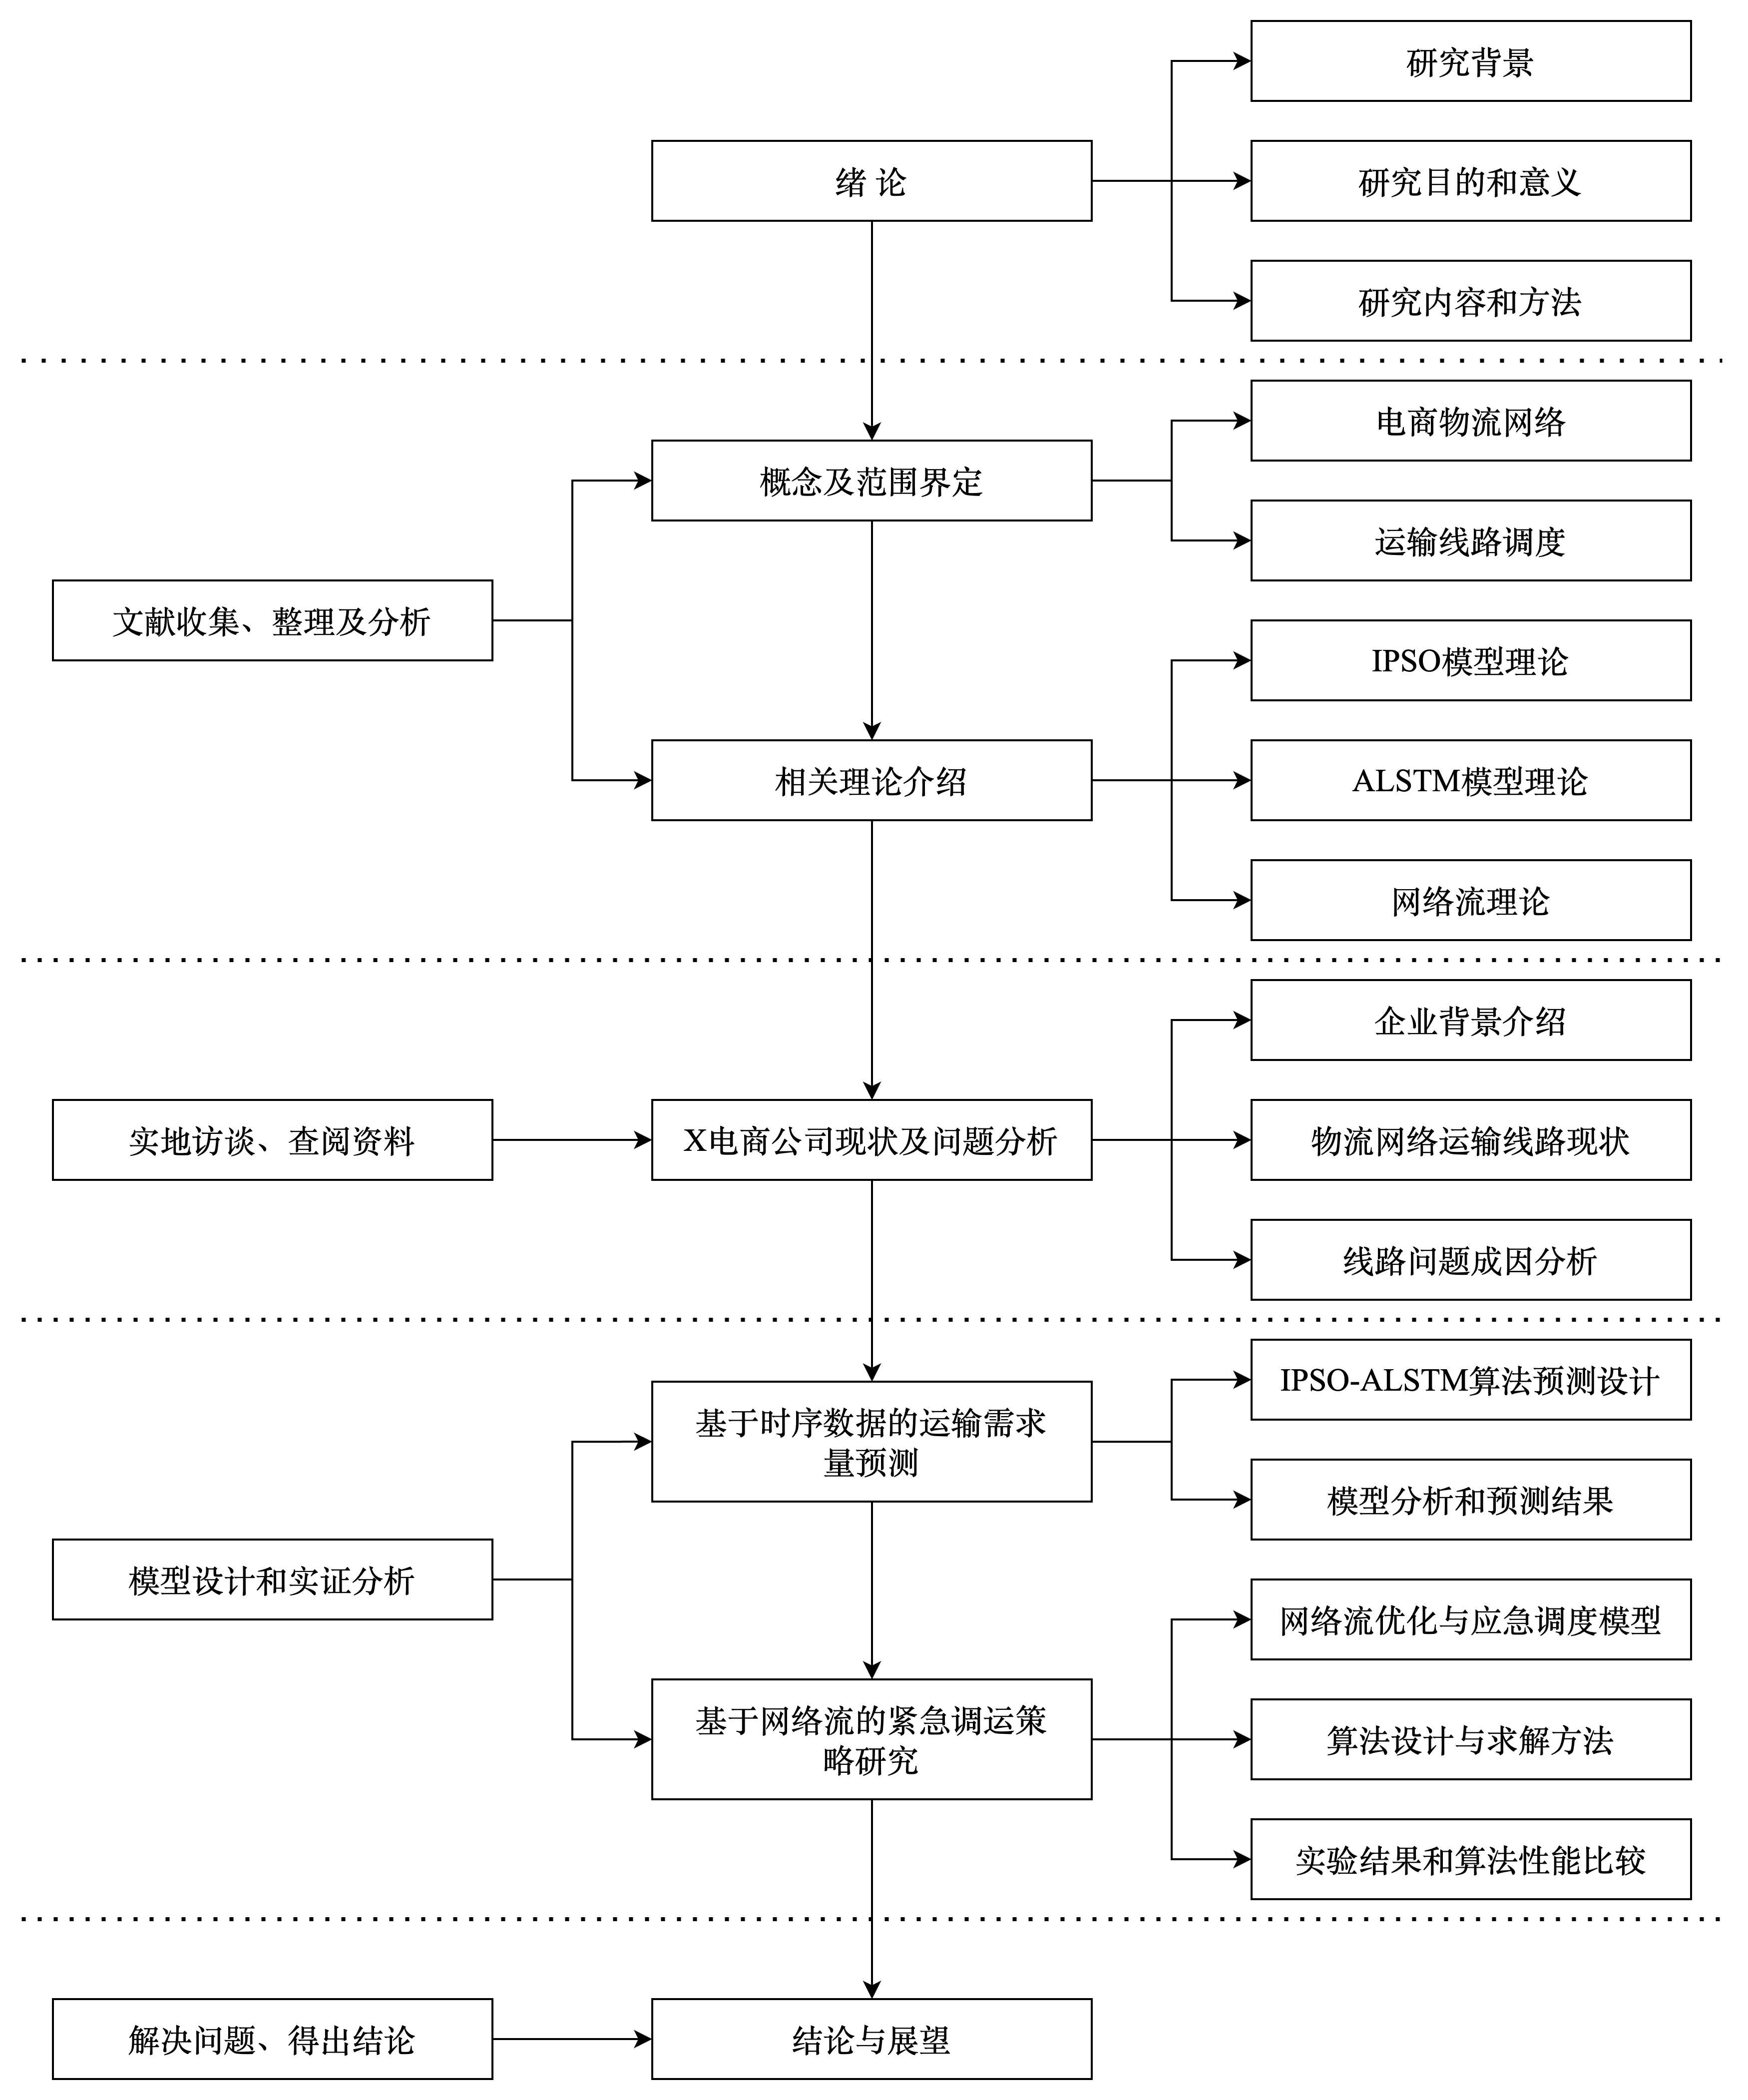 研究背景
绪 论
研究目的和意义
研究内容和方法
电商物流网络
概念及范围界定
运输线路调度
文献收集、整理及分析
IPSO模型理论
相关理论介绍
ALSTM模型理论
网络流理论
企业背景介绍
实地访谈、查阅资料
X电商公司现状及问题分析
物流网络运输线路现状
线路问题成因分析
IPSO-ALSTM算法预测设计
基于时序数据的运输需求
量预测
模型分析和预测结果
模型设计和实证分析
网络流优化与应急调度模型
基于网络流的紧急调运策
略研究
算法设计与求解方法
实验结果和算法性能比较
解决问题、得出结论
结论与展望